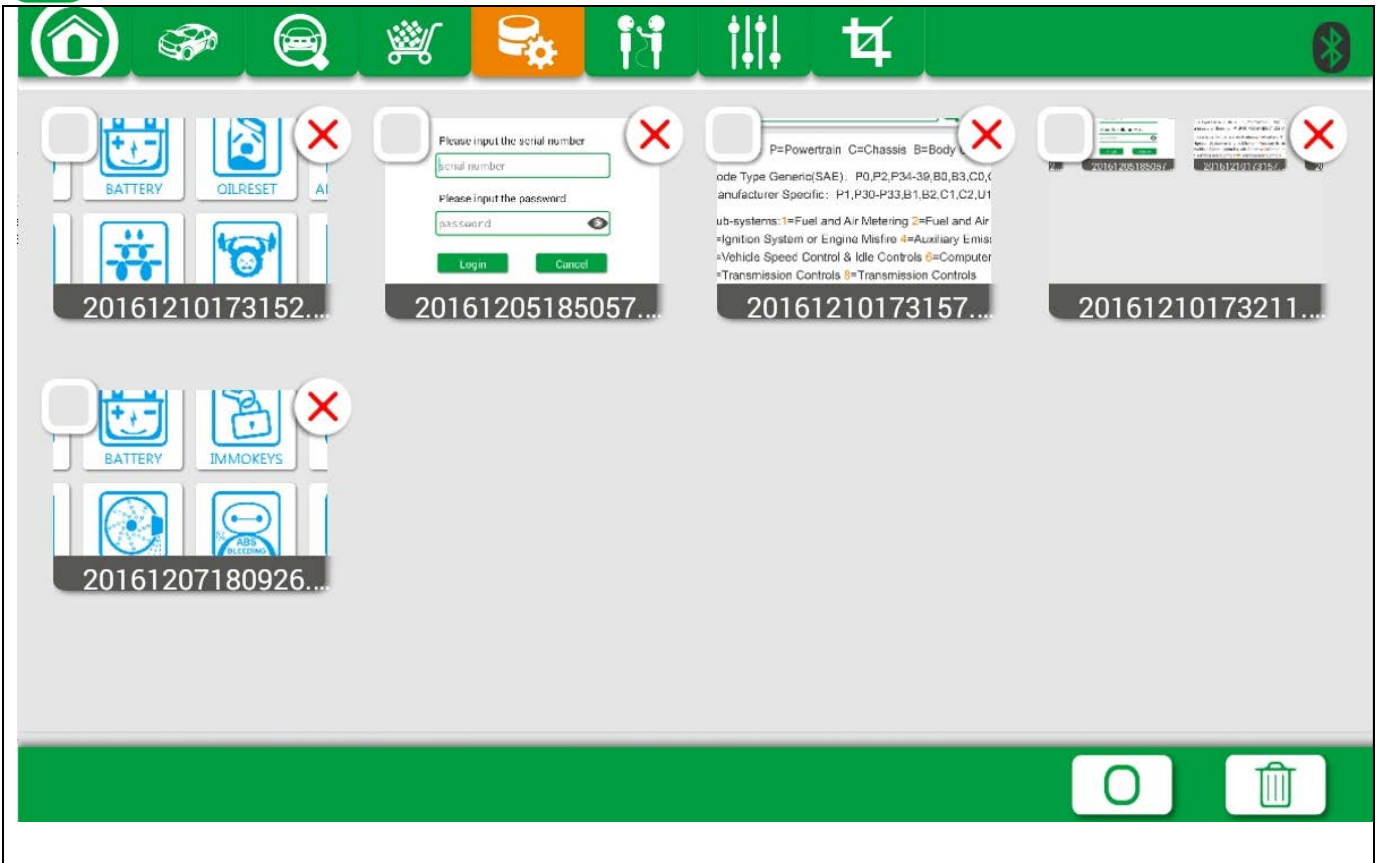 BATTERY
OILRESET
A
20161210173152....
Please input the serial number
serial number
Please input the password
password
Login Cancel
20161205185057....
P=Powertrain C=Chassis B=Body
ode Type Generic(SAE): P0,P2,P34-39,B0,B3,C0,
anufacturer Specific: P1,P30-P33,B1,B2,C1,C2,U1
ub-systems:1=Fuel and Air Metering 2=Fuel and Air
=Ignition System or Engine Misfire 4=Auxiliary Emis
=Vehicle Speed Control & Idle Controls 6=Computer
=Transmission Controls 8=Transmission Controls
20161210173157....
20161205185057
20161210173157
20161210173211....
BATTERY
IMMOKEYS
ABS
BLEEDING
20161207180926....